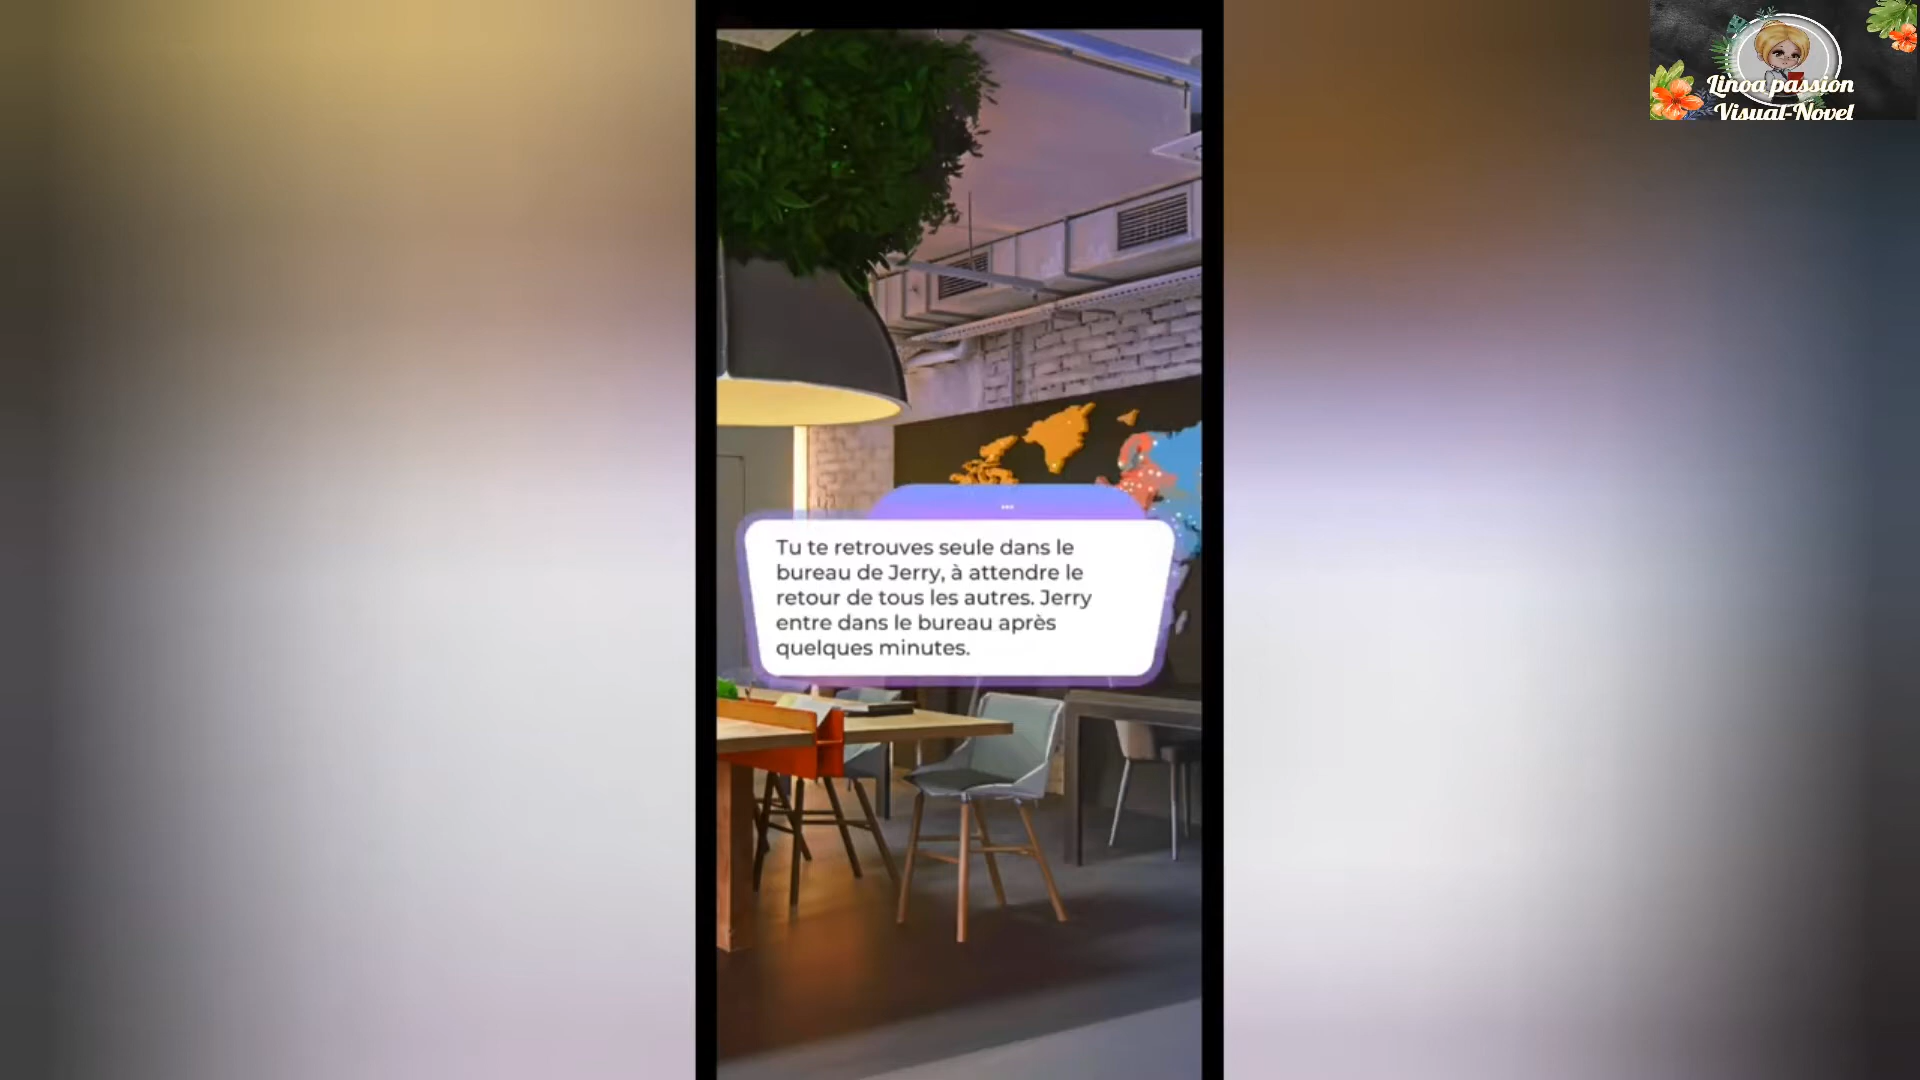 Linoa passion
Visual-Novel
...
Tu te retrouves seule dans le
bureau de Jerry, à attendre le
retour de tous les autres. Jerry
entre dans le bureau après
quelques minutes.